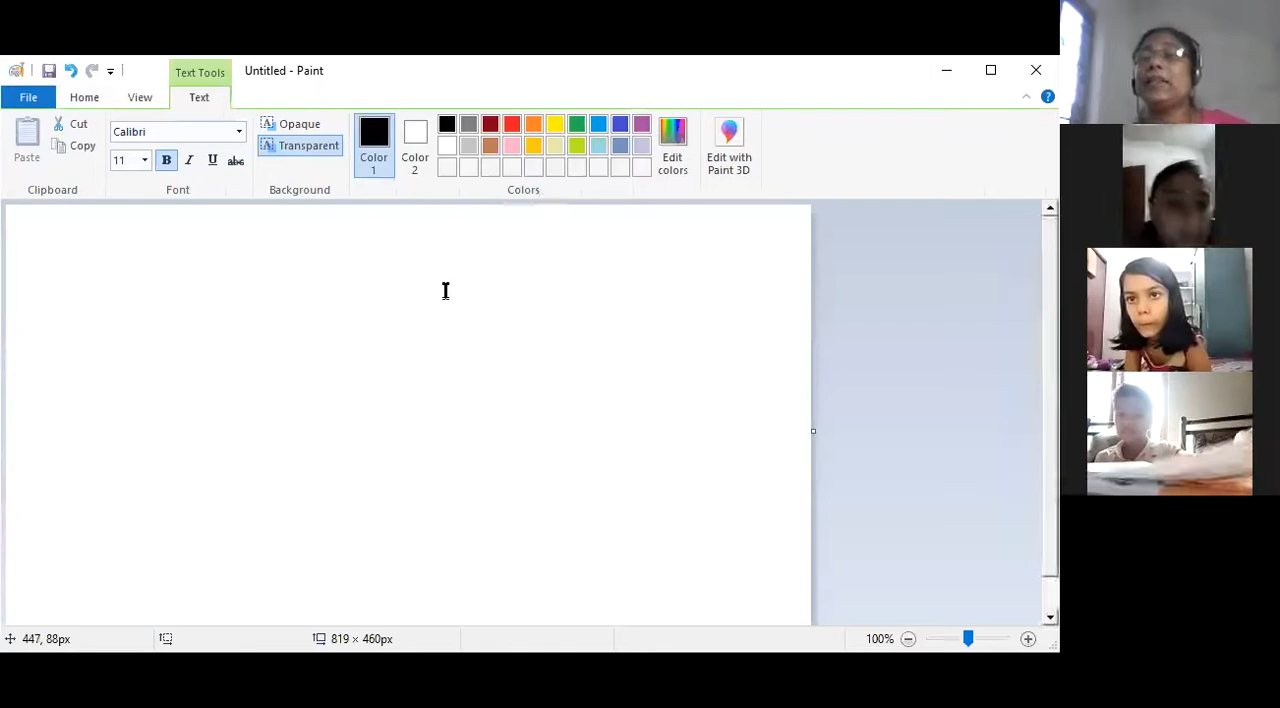 Text Tools Untitled - Paint
File Home View Text
Paste Cut Copy Clipboard
Calibri
11 B I U abc
Font
Opaque
Transparent
Background
Color 1
Color 2
Colors
Edit colors
Edit with Paint 3D
447, 88px 819 × 460px 100%